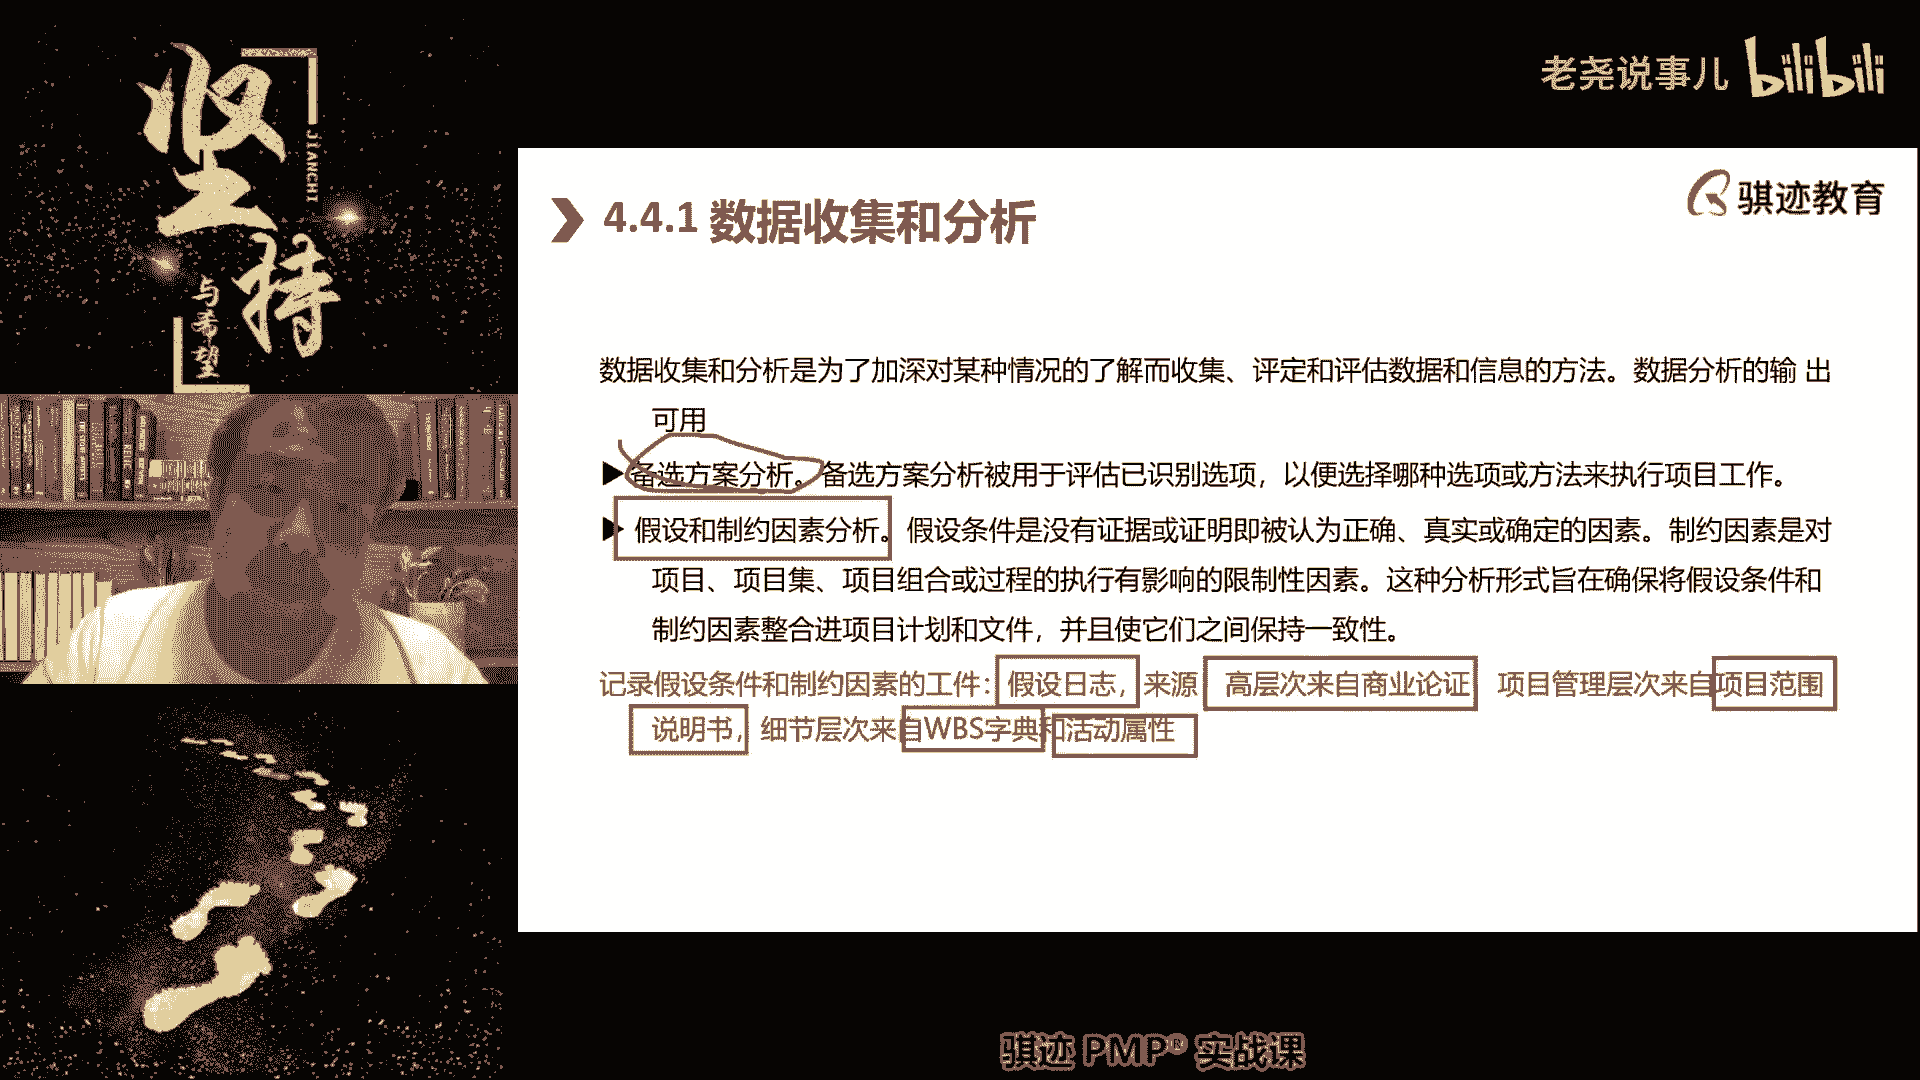 坚持
JIANCHI
与希望
老尧说事儿 bilibili
骐迹教育
4.4.1 数据收集和分析
数据收集和分析是为了加深对某种情况的了解而收集、评定和评估数据和信息的方法。数据分析的输 出
可用
▶备选方案分析。备选方案分析被用于评估已识别选项，以便选择哪种选项或方法来执行项目工作。
▶假设和制约因素分析。假设条件是没有证据或证明即被认为正确、真实或确定的因素。制约因素是对
项目、项目集、项目组合或过程的执行有影响的限制性因素。这种分析形式旨在确保将假设条件和
制约因素整合进项目计划和文件，并且使它们之间保持一致性。
记录假设条件和制约因素的工件：假设日志，来源 高层次来自商业论证 项目管理层次来自项目范围
说明书，细节层次来自WBS字典和活动属性
骐迹 PMP® 实战课